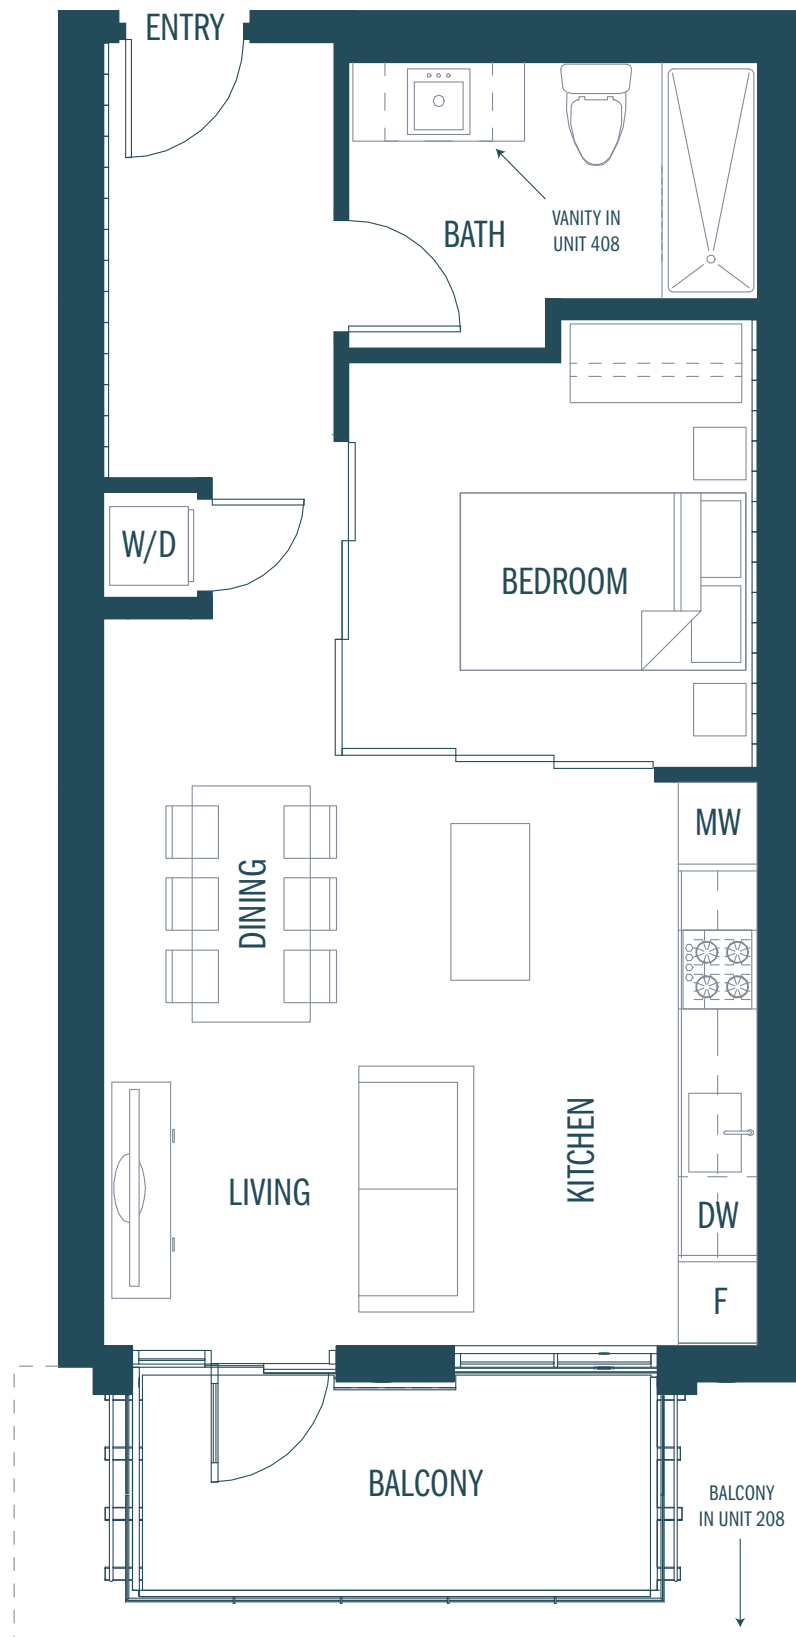 ENTRY
BATH
VANITY IN
UNIT 408
W/D
BEDROOM
MW
DINING
KITCHEN
LIVING
DW
F
BALCONY
BALCONY
IN UNIT 208